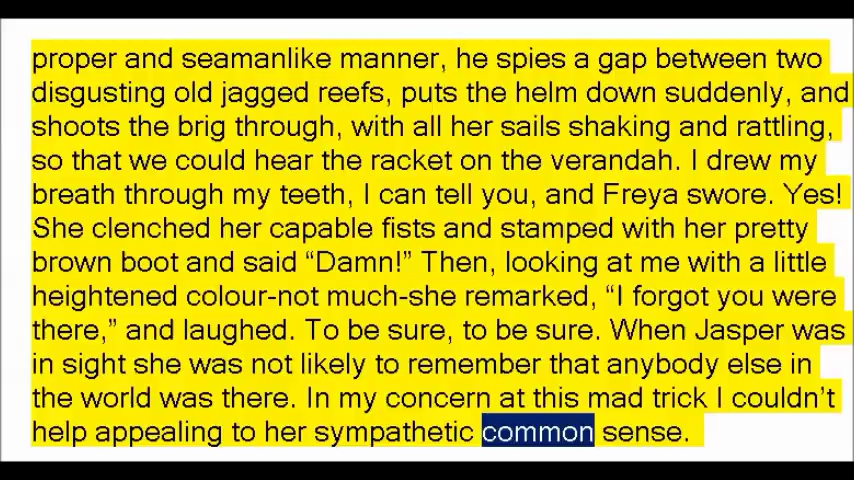 proper and seamanlike manner, he spies a gap between two
disgusting old jagged reefs, puts the helm down suddenly, and
shoots the brig through, with all her sails shaking and rattling,
so that we could hear the racket on the verandah. I drew my
breath through my teeth, I can tell you, and Freya swore. Yes!
She clenched her capable fists and stamped with her pretty
brown boot and said “Damn!” Then, looking at me with a little
heightened colour-not much-she remarked, “I forgot you were
there,” and laughed. To be sure, to be sure. When Jasper was
in sight she was not likely to remember that anybody else in
the world was there. In my concern at this mad trick I couldn’t
help appealing to her sympathetic common sense.